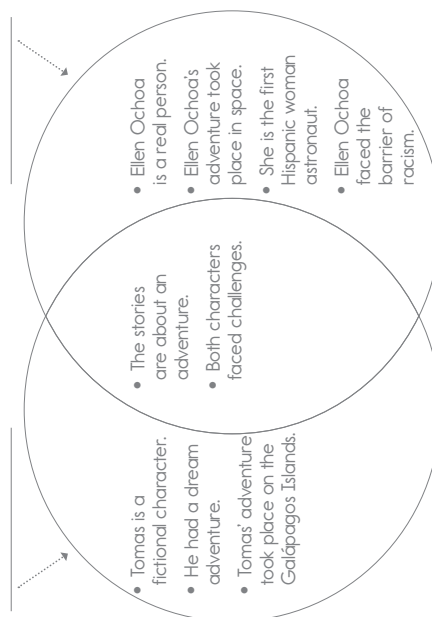 • Tomas is a
fictional character.
• He had a dream
adventure.
• Tomas' adventure
took place on the
Galápagos Islands.
• The stories
are about an
adventure.
• Both characters
faced challenges.
• Ellen Ochoa
is a real person.
• Ellen Ochoa's
adventure took
place in space.
• She is the first
Hispanic woman
astronaut.
• Ellen Ochoa
faced the
barrier of
racism.